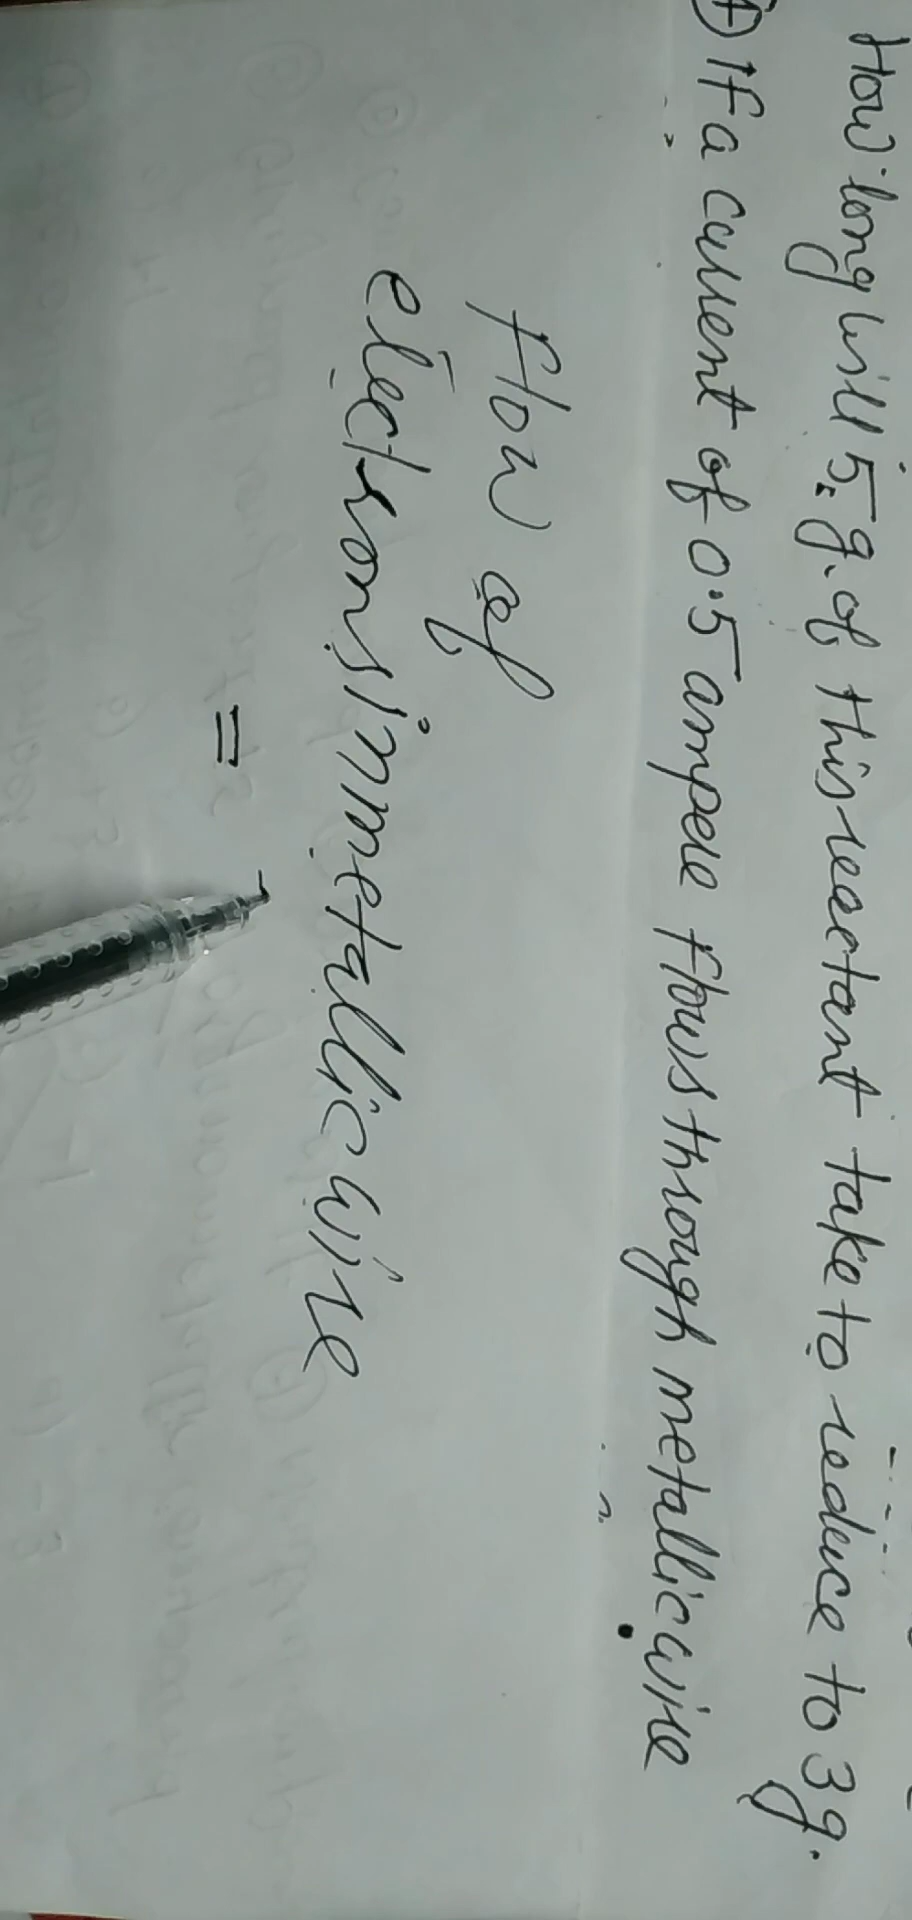 How long will 5.g. of this reactant take to reduce to 3g.
If a current of 0.5 ampere flows through metallic wire
flow of
electrons in metallic wire
=